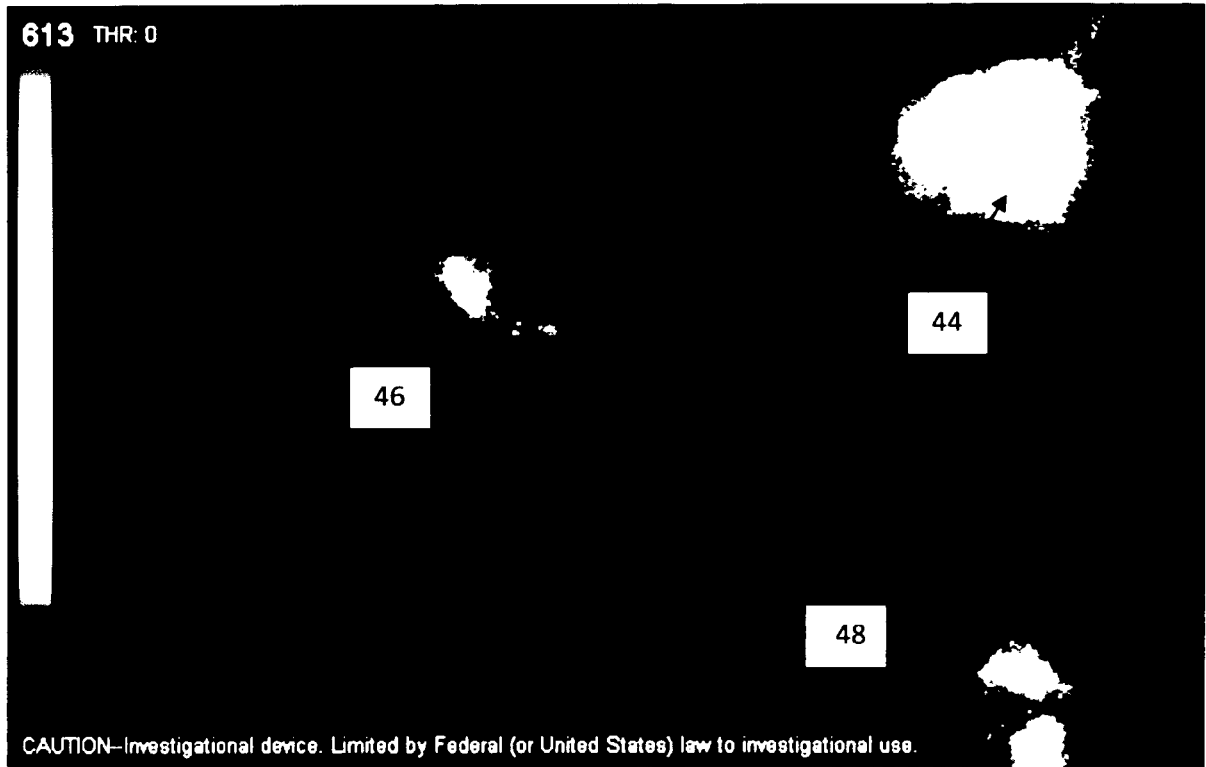 613 THR: 0
44
46
48
CAUTION–Investigational device. Limited by Federal (or United States) law to investigational use.